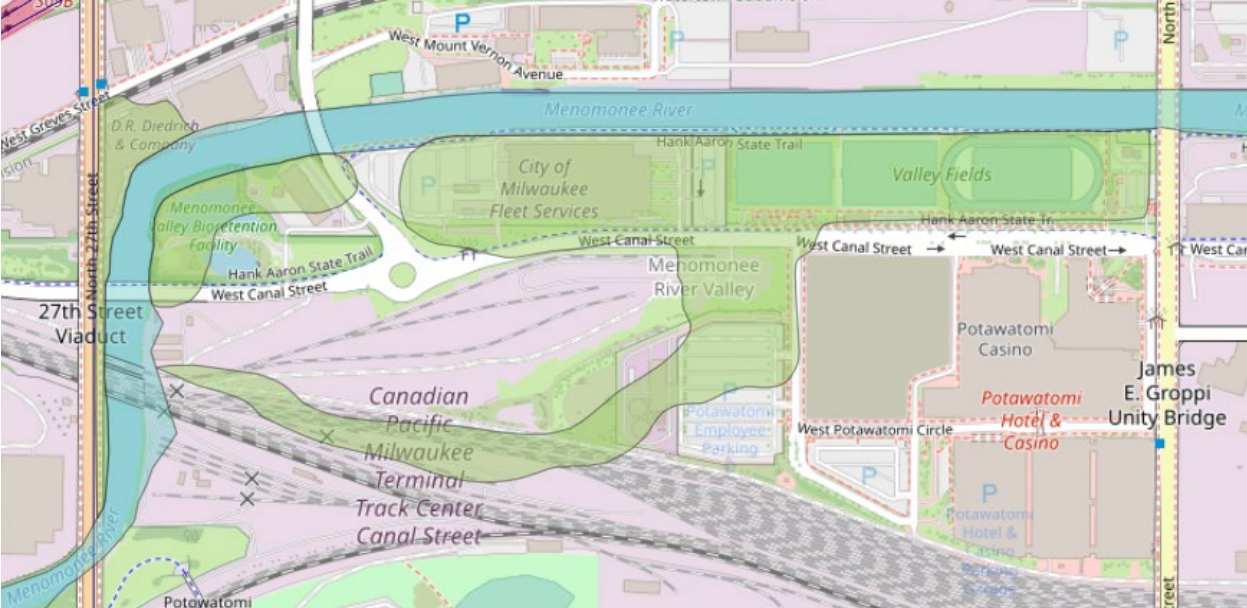 P
West Mount Vernon
Avenue
P
P
North
West Greves Street
D.R. Diedrich
& Company
Menomonee River
M
Hank Aaron State Trail
City of
Milwaukee
Fleet Services
P
P
Valley Fields
Menomonee
Valley Bioretention
Facility
North 27th Street
Hank Aaron State Tr.
West Canal Street
West Canal Street
West Canal Street
Hank Aaron State Trail
West Canal Street
Menomonee
River Valley
27th Street
Viaduct
Potawatomi
Casino
James
E. Groppi
Unity Bridge
Canadian
Pacific
Milwaukee
Terminal
Track Center
Canal Street
P
Potawatomi
Employee
Parking
Potawatomi
Hotel &
Casino
West Potawatomi Circle
P
P
Potawatomi
Hotel &
Casino
Menomonee River
Potowatomi